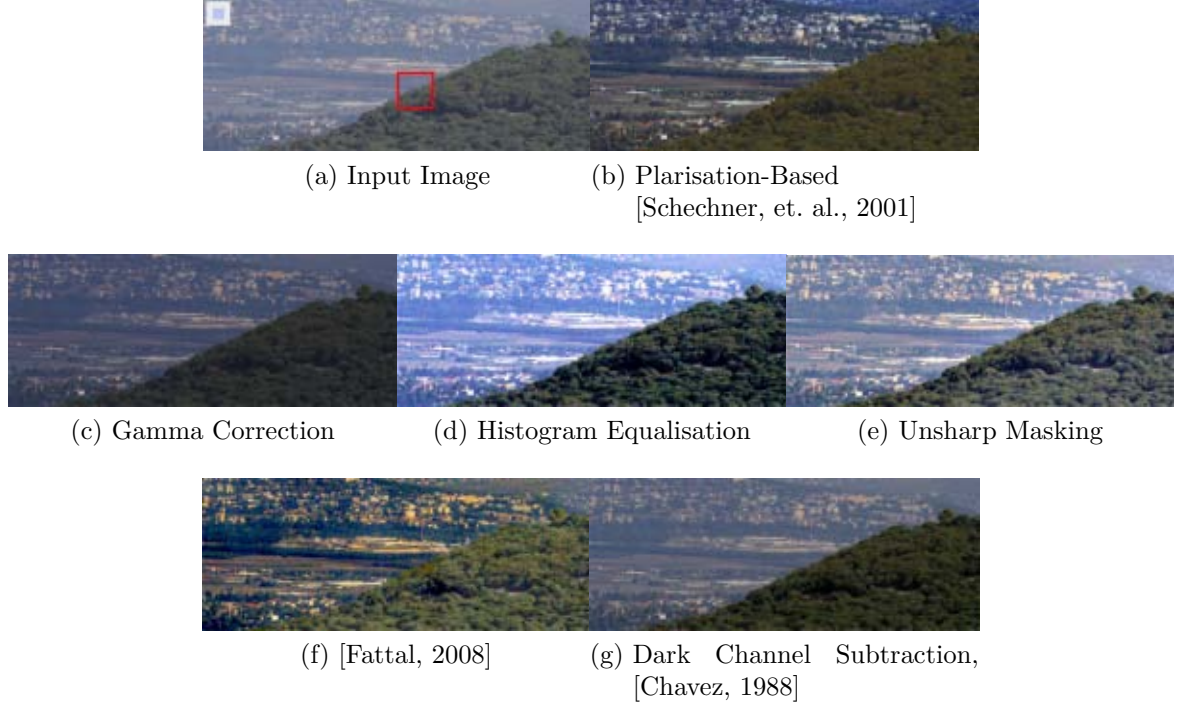 (a) Input Image
(b) Plarisation-Based
[Schechner, et. al., 2001]
(c) Gamma Correction
(d) Histogram Equalisation
(e) Unsharp Masking
(f) [Fattal, 2008]
(g) Dark Channel Subtraction,
[Chavez, 1988]